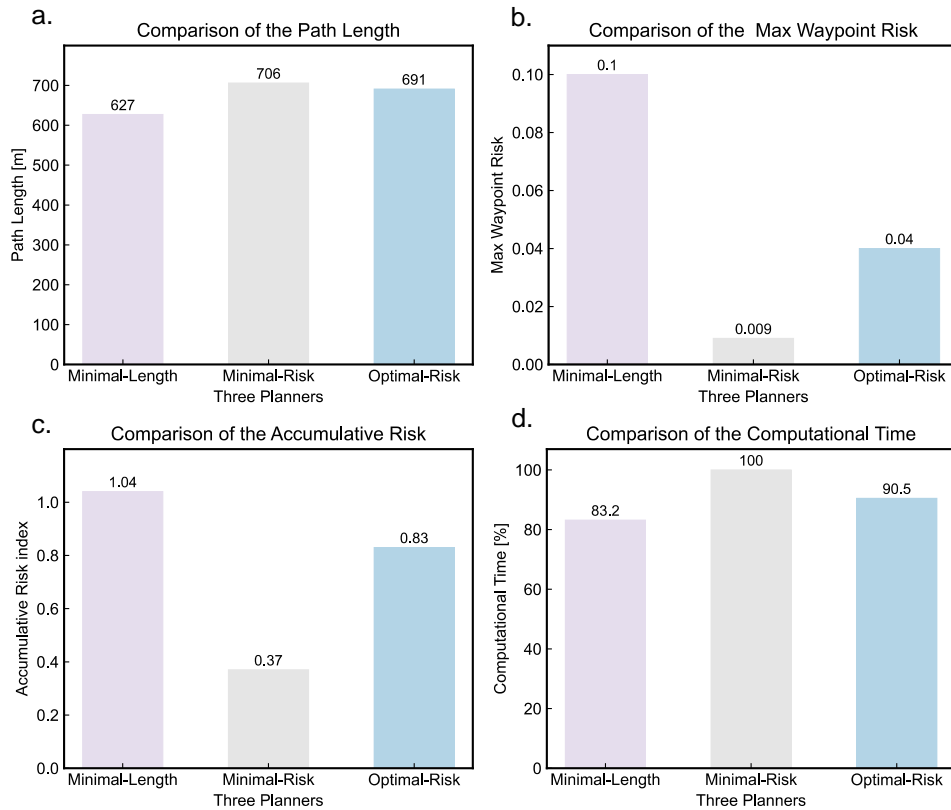 a.
Comparison of the Path Length
Path Length [m]
700
600
500
400
300
200
100
0
627
706
691
Minimal-Length Minimal-Risk Optimal-Risk
Three Planners
b.
Comparison of the Max Waypoint Risk
Max Waypoint Risk
0.10
0.08
0.06
0.04
0.02
0.00
0.1
0.009
0.04
Minimal-Length Minimal-Risk Optimal-Risk
Three Planners
c.
Comparison of the Accumulative Risk
Accumulative Risk index
1.0
0.8
0.6
0.4
0.2
0.0
1.04
0.37
0.83
Minimal-Length Minimal-Risk Optimal-Risk
Three Planners
d.
Comparison of the Computational Time
Computational Time [%]
100
80
60
40
20
0
83.2
100
90.5
Minimal-Length Minimal-Risk Optimal-Risk
Three Planners